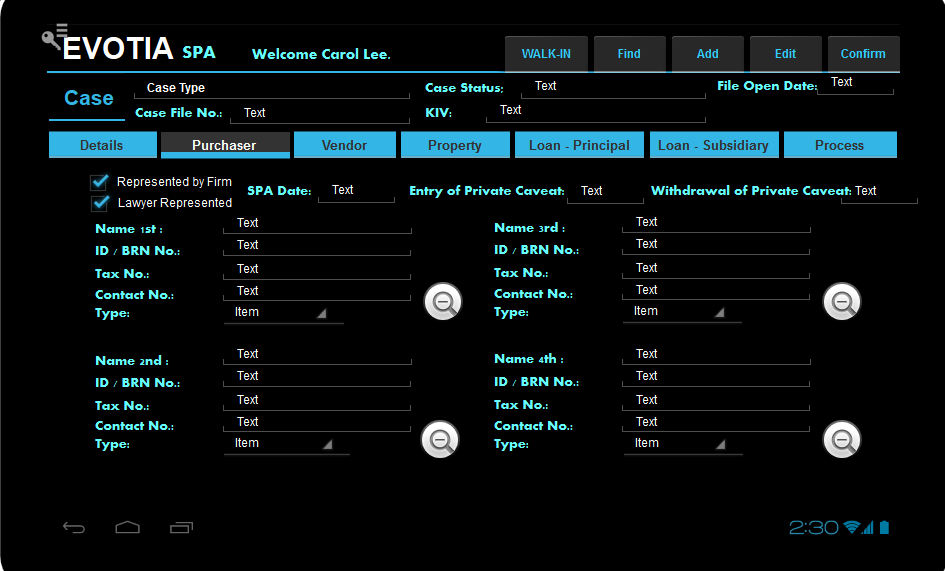 EVOTIA SPA Welcome Carol Lee. WALK-IN Find Add Edit Confirm
Case Case Type Case Status; Text File Open Date: Text
Case File No.: Text KIV: Text
Details Purchaser Vendor Property Loan - Principal Loan - Subsidiary Process
Represented by Firm SPA Date: Text Entry of Private Caveat: Text Withdrawal of Private Caveat: Text
Lawyer Represented
Name 1st : Text
ID / BRN No.: Text
Tax No.: Text
Contact No.: Text
Type: Item
Name 3rd : Text
ID / BRN No.: Text
Tax No.: Text
Contact No.: Text
Type: Item
Name 2nd : Text
ID / BRN No.: Text
Tax No.: Text
Contact No.: Text
Type: Item
Name 4th : Text
ID / BRN No.: Text
Tax No.: Text
Contact No.: Text
Type: Item
2:30